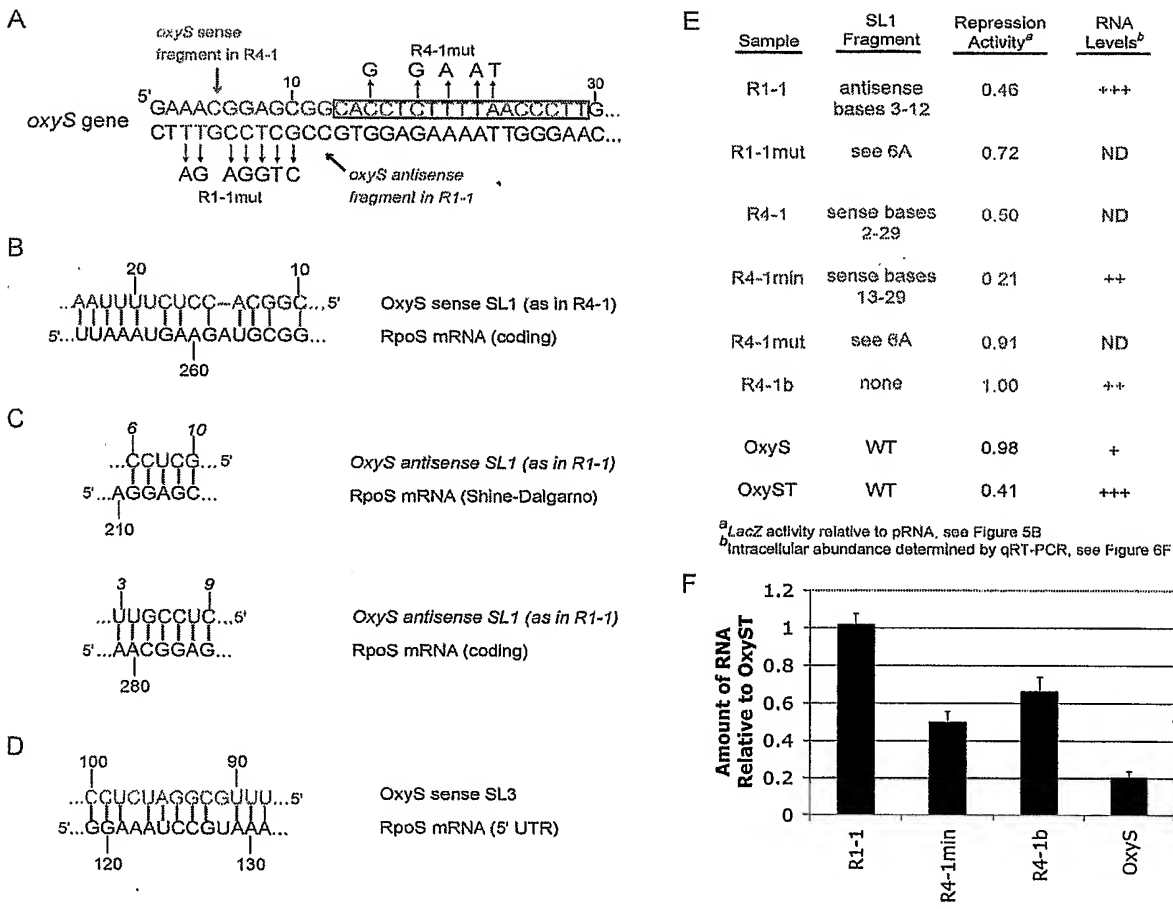 A
oxyS sense
fragment in R4-1
R4-1mut
G G A A T
10
30
5'
GAAACGGAGCGGCACCTCTTTTAACCCTTG...
oxyS gene
CTTTGCCTCGCCGTGGAGAAAATTGGGAAC...
AG AGGTC
R1-1mut
oxyS antisense
fragment in R1-1
B
20
10
...AAUUUUCUCC-ACGGC...5'
OxyS sense SL1 (as in R4-1)
5'...UUAAAUGAAGAUGCGG...
RpoS mRNA (coding)
260
C
6
10
...CCUCG...5'
OxyS antisense SL1 (as in R1-1)
5'...AGGAGC...
RpoS mRNA (Shine-Dalgarno)
210
3
9
...UUGCCUC...5'
OxyS antisense SL1 (as in R1-1)
5'...AACGGAG...
RpoS mRNA (coding)
280
D
100
90
...CCUCUAGGCGUUU...5'
OxyS sense SL3
5'...GGAAAUCCGUAAA...
RpoS mRNA (5' UTR)
120
130
E
Sample
SL1
Fragment
Repression
Activity^a
RNA
Levels^b
R1-1
antisense
bases 3-12
0.46
+++
R1-1mut
see 6A
0.72
ND
R4-1
sense bases
2-29
0.50
ND
R4-1min
sense bases
13-29
0.21
++
R4-1mut
see 6A
0.91
ND
R4-1b
none
1.00
++
OxyS
WT
0.98
+
OxyST
WT
0.41
+++
^aLacZ activity relative to pRNA, see Figure 5B
^bIntracellular abundance determined by qRT-PCR, see Figure 6F
F
Amount of RNA
Relative to OxyST
1.2
1
0.8
0.6
0.4
0.2
0
R1-1
R4-1min
R4-1b
OxyS